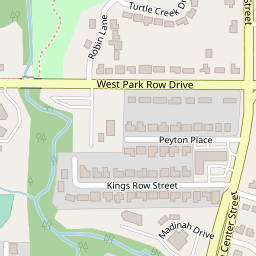 Turtle Creek Dr
Street
Robin Lane
West Park Row Drive
Peyton Place
Kings Row Street
Madinah Drive
Center Street